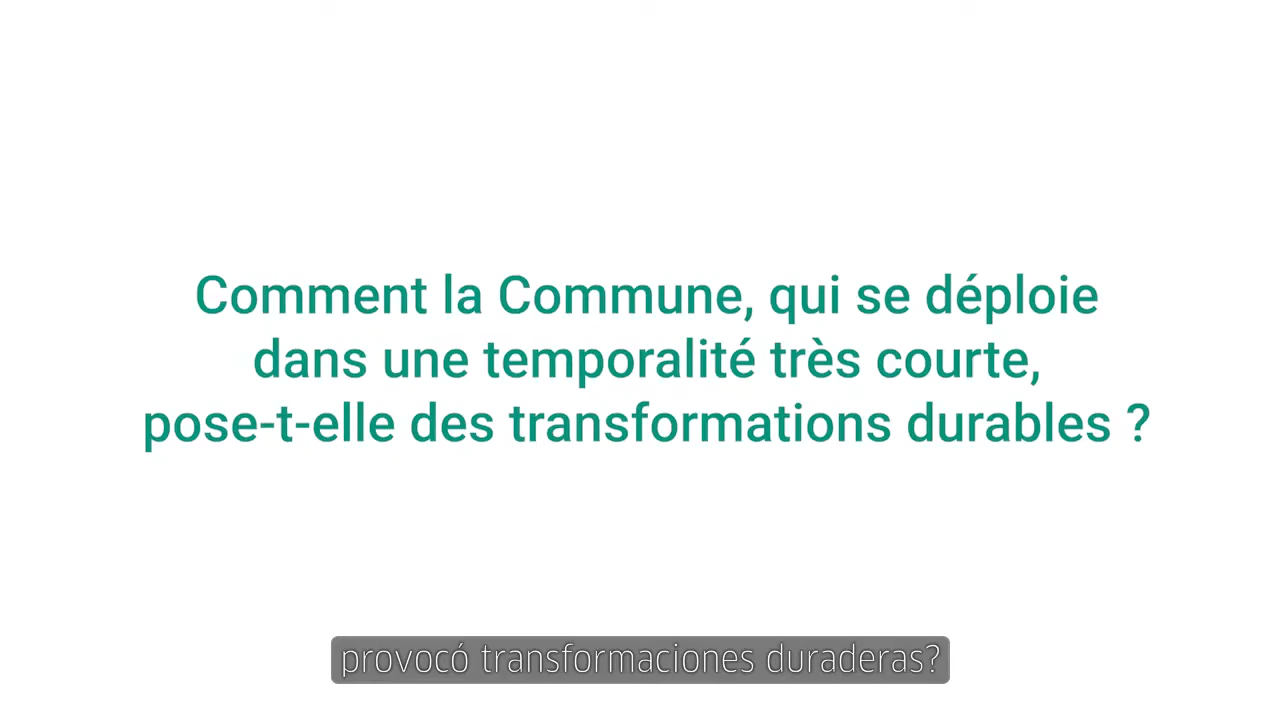 Comment la Commune, qui se déploie
dans une temporalité très courte,
pose-t-elle des transformations durables ?
provocó transformaciones duraderas?